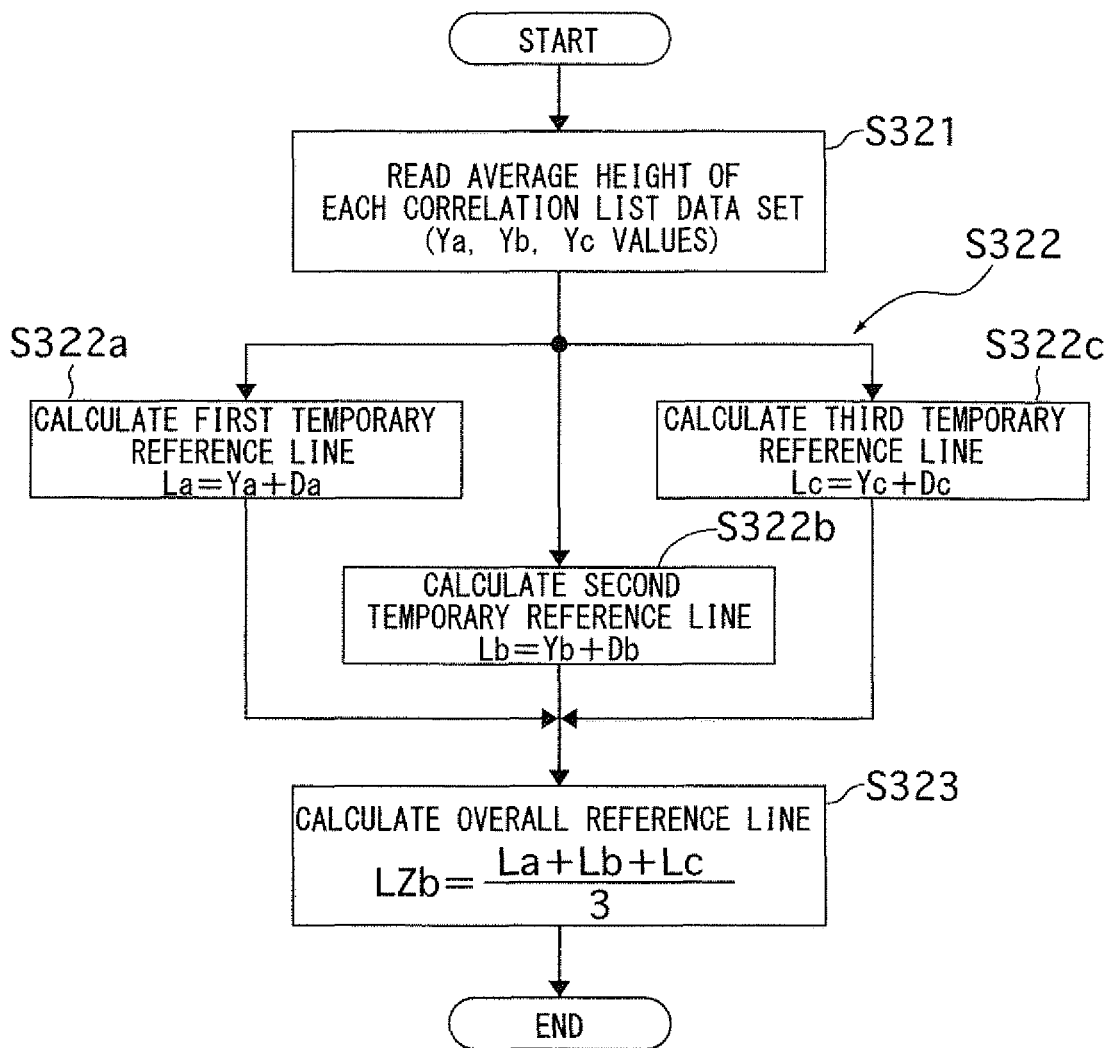 START
S321
READ AVERAGE HEIGHT OF
EACH CORRELATION LIST DATA SET
(Ya, Yb, Yc VALUES)
S322
S322a
CALCULATE FIRST TEMPORARY
REFERENCE LINE
La=Ya+Da
S322c
CALCULATE THIRD TEMPORARY
REFERENCE LINE
Lc=Yc+Dc
S322b
CALCULATE SECOND
TEMPORARY REFERENCE LINE
Lb=Yb+Db
S323
CALCULATE OVERALL REFERENCE LINE
LZb= La+Lb+Lc
3
END